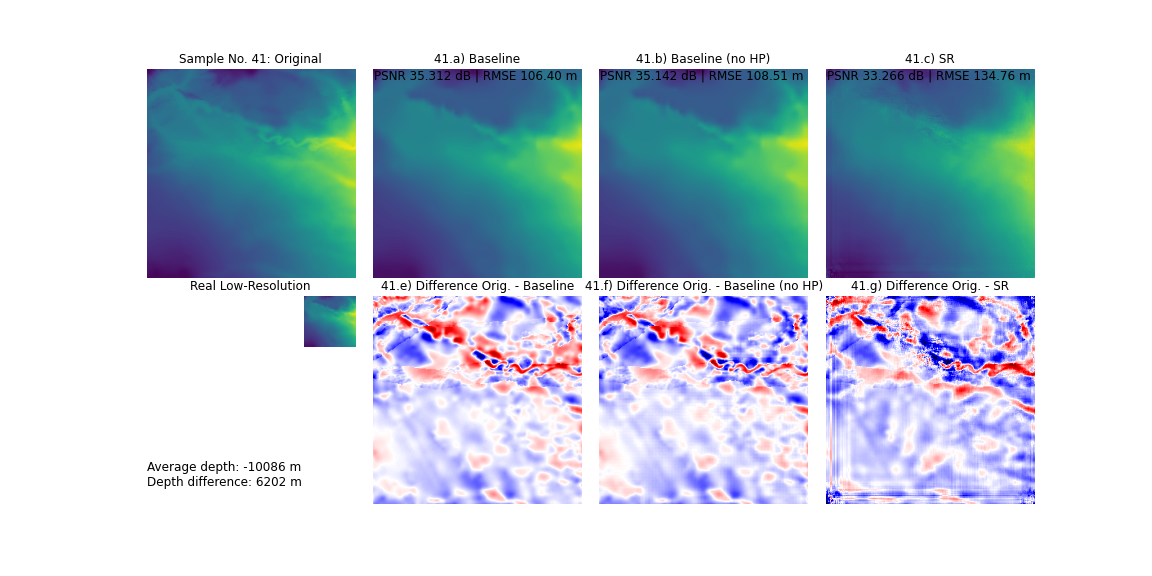 Sample No. 41: Original
41.a) Baseline
41.b) Baseline (no HP)
41.c) SR
PSNR 35.312 dB | RMSE 106.40 m
PSNR 35.142 dB | RMSE 108.51 m
PSNR 33.266 dB | RMSE 134.76 m
Real Low-Resolution
41.e) Difference Orig. - Baseline
41.f) Difference Orig. - Baseline (no HP)
41.g) Difference Orig. - SR
Average depth: -10086 m
Depth difference: 6202 m